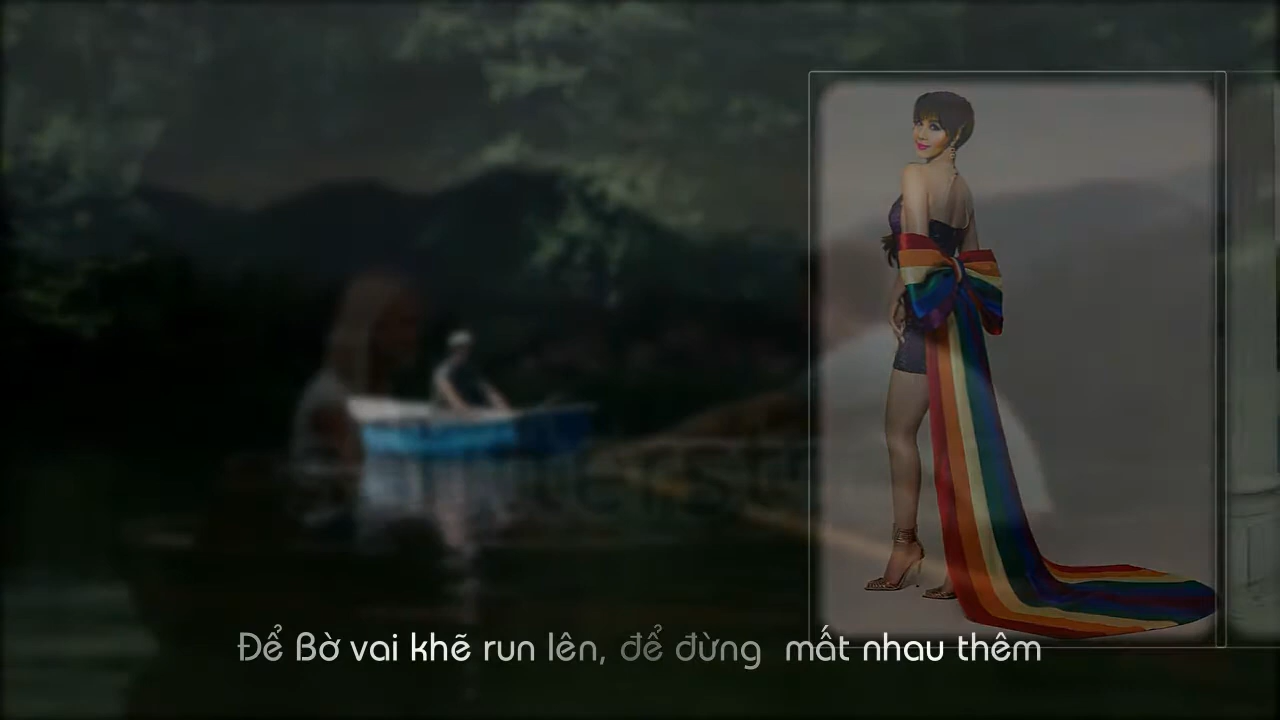 Để Bờ vai khẽ run lên, để đừng mất nhau thêm